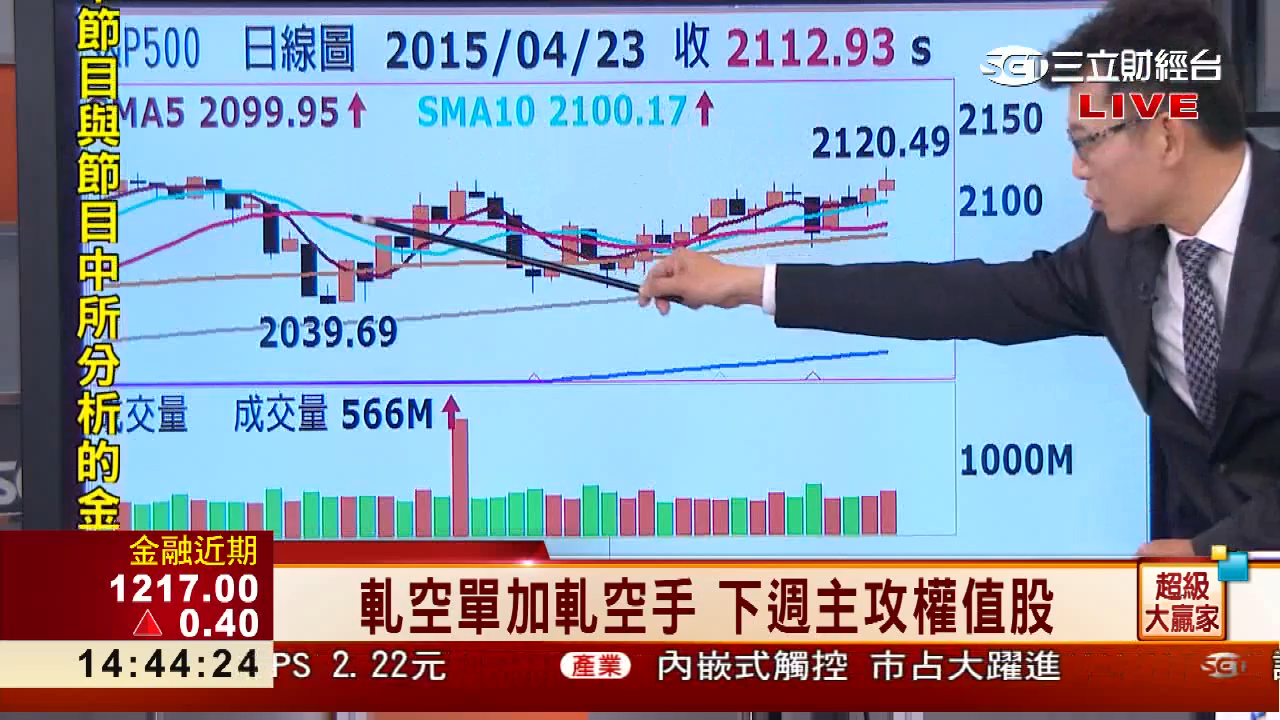 日線圖 2015/04/23 收 2112.93 s
三立財經台
LIVE
MA5 2099.95 SMA10 2100.17
2120.49
2150
2100
2039.69
交量 成交量 566M
1000M
節目與節目中所分析的金
金融近期
1217.00
0.40
軋空單加軋空手 下週主攻權值股
超級
大贏家
14:44:24
PS 2.22元 產業 內嵌式觸控 市占大躍進